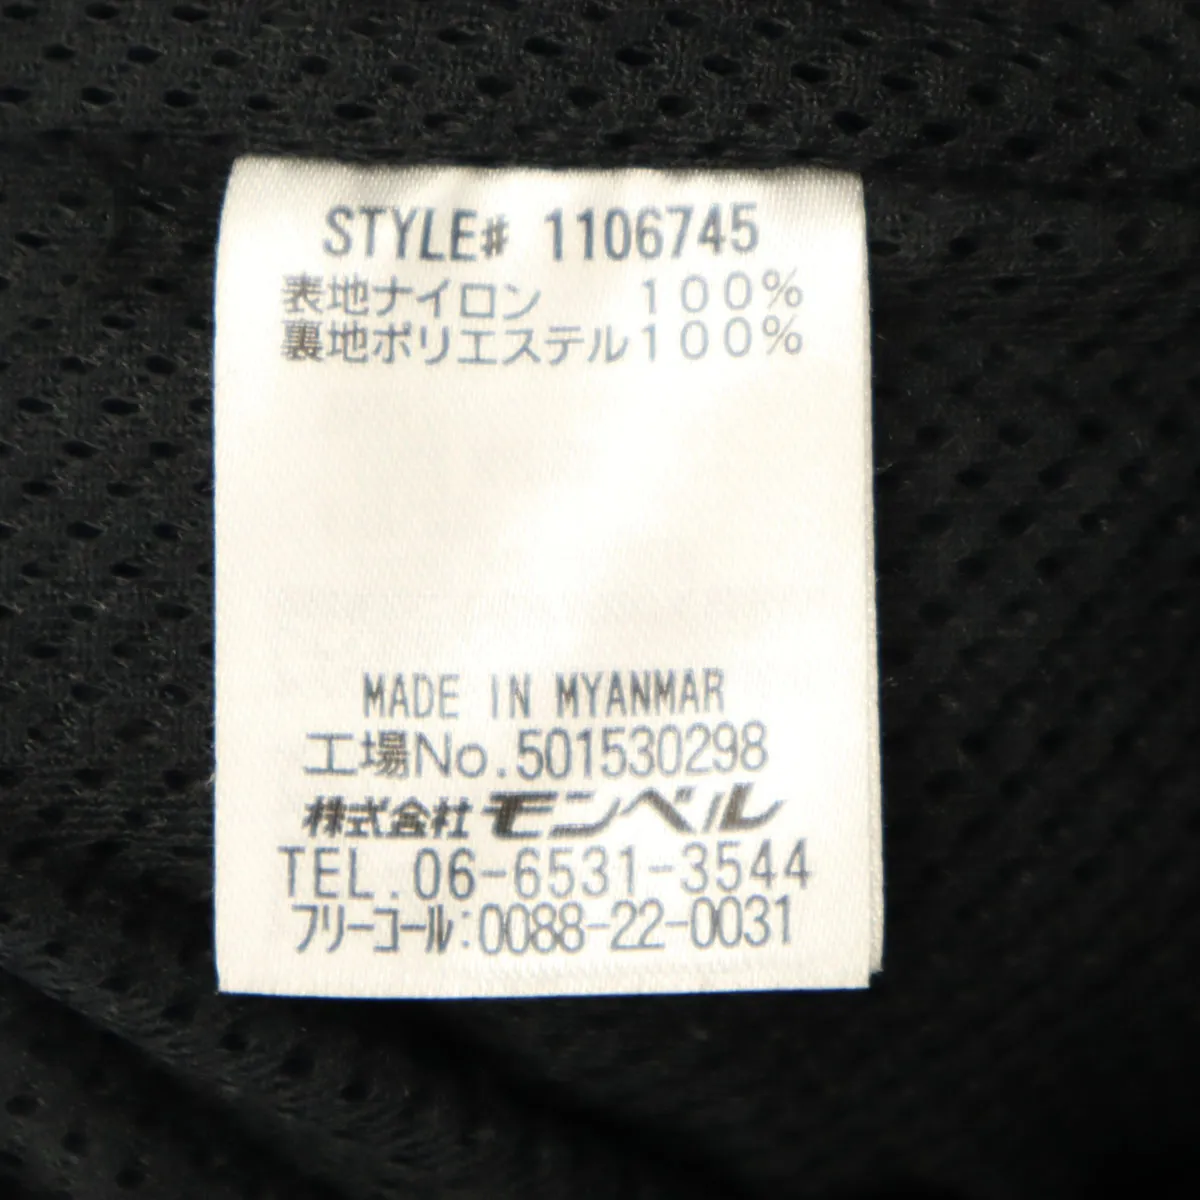 STYLE# 1106745
表地ナイロン 100%
裏地ポリエステル100%
MADE IN MYANMAR
工場No.501530298
株式会社モンベル
TEL.06-6531-3544
フリーコール:0088-22-0031